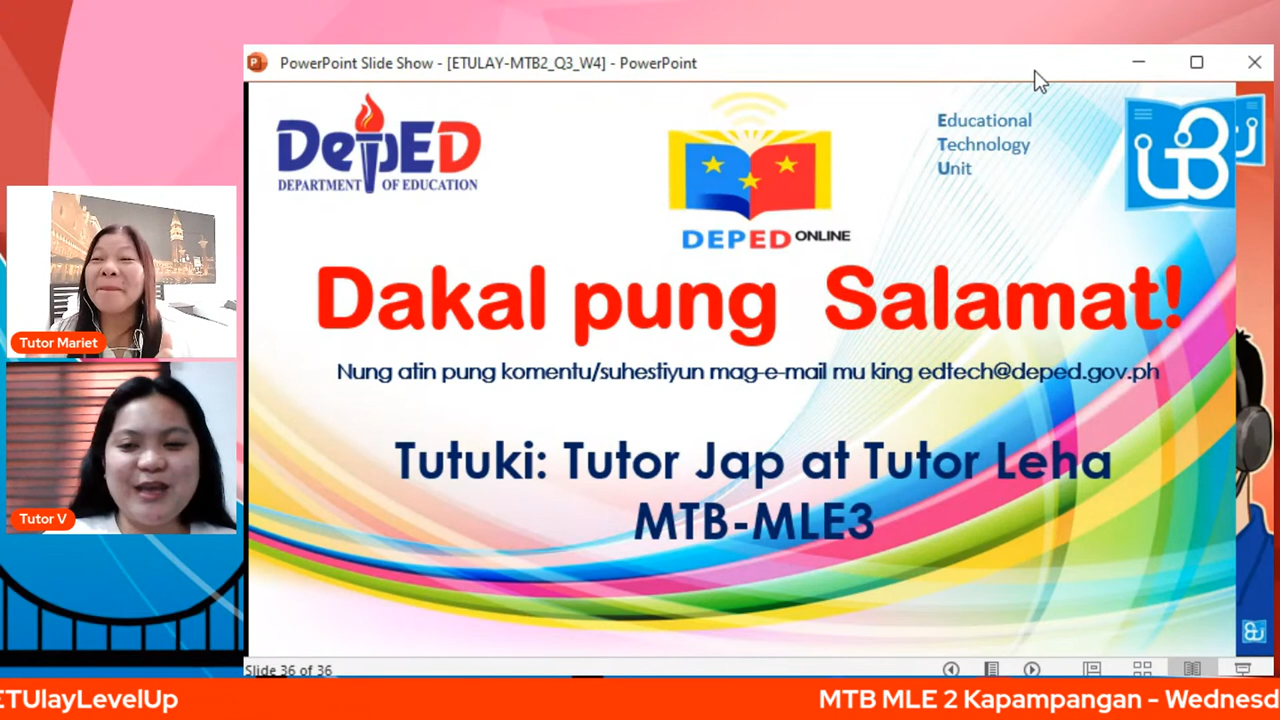 PowerPoint Slide Show - [ETULAY-MTB2_Q3_W4] - PowerPoint
DepED
DEPARTMENT OF EDUCATION
DEPED ONLINE
Educational
Technology
Unit
Dakal pung Salamat!
Nung atin pung komentu/suhestiyun mag-e-mail mu king edtech@deped.gov.ph
Tutuki: Tutor Jap at Tutor Leha
MTB-MLE3
Tutor Mariet
Tutor V
Slide 36 of 36
ETUlayLevelUp
MTB MLE 2 Kapampangan - Wednesd